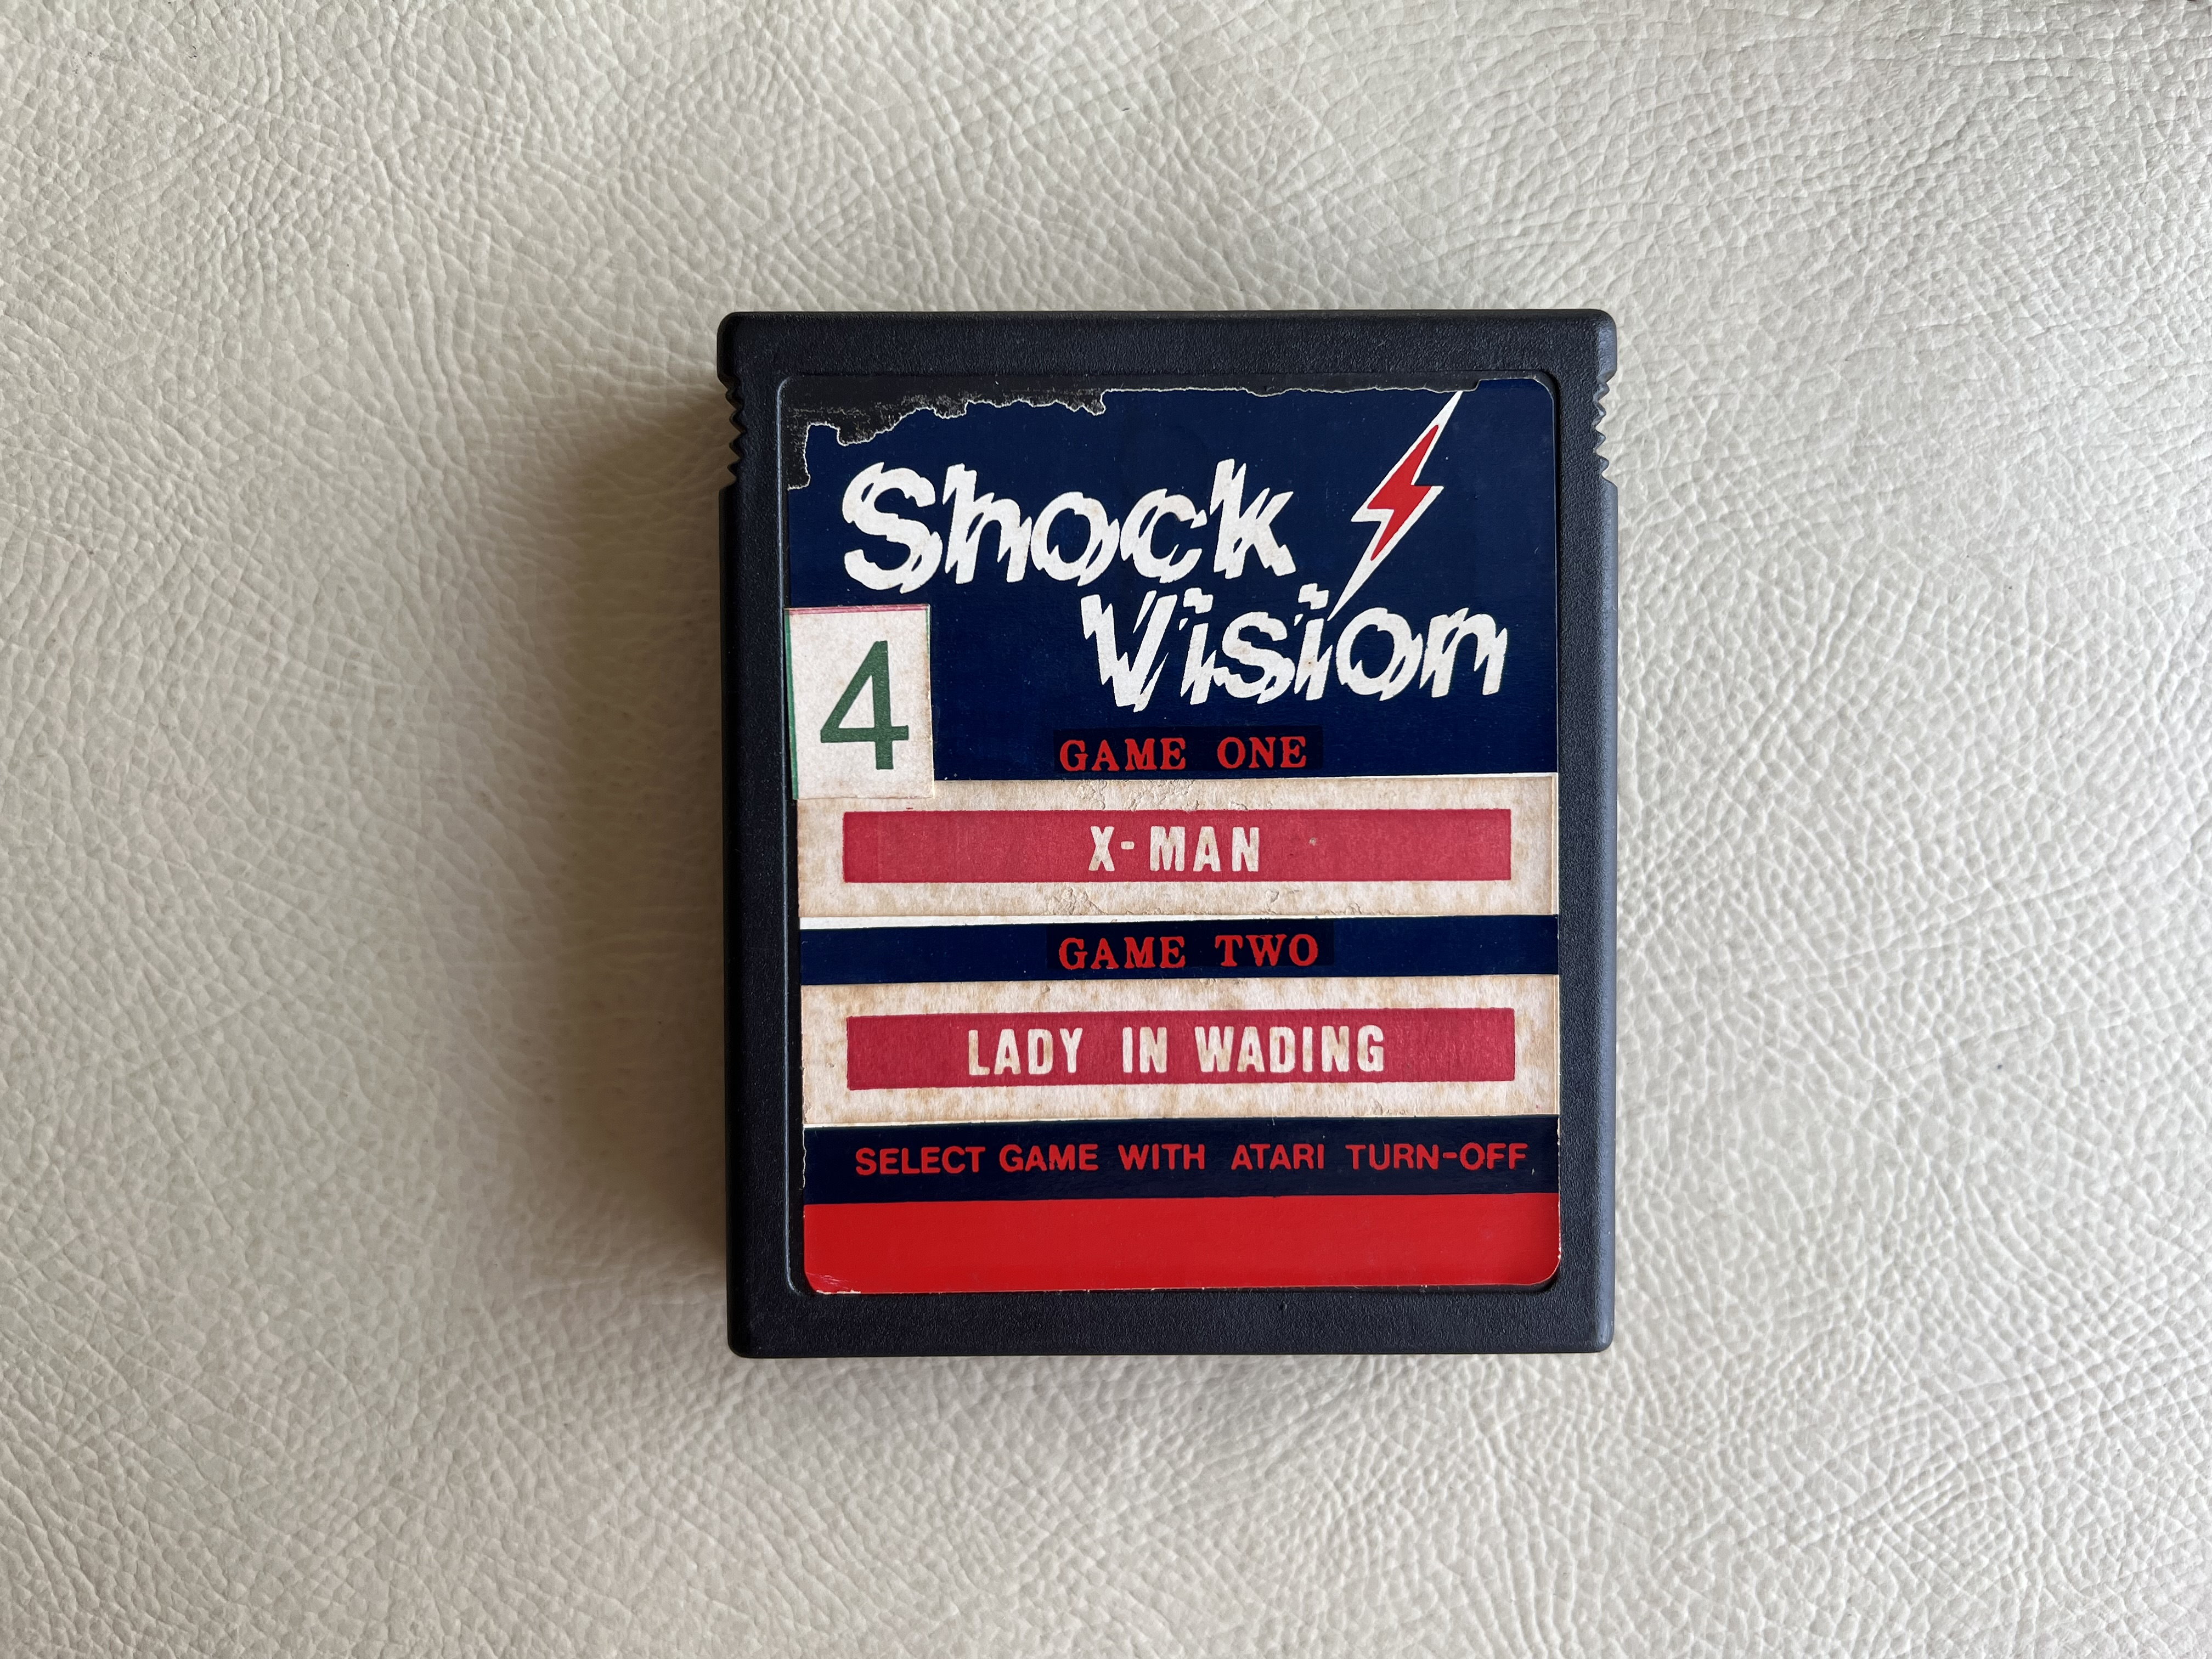 Shock
Vision
4
GAME ONE
X-MAN
GAME TWO
LADY IN WADING
SELECT GAME WITH ATARI TURN-OFF